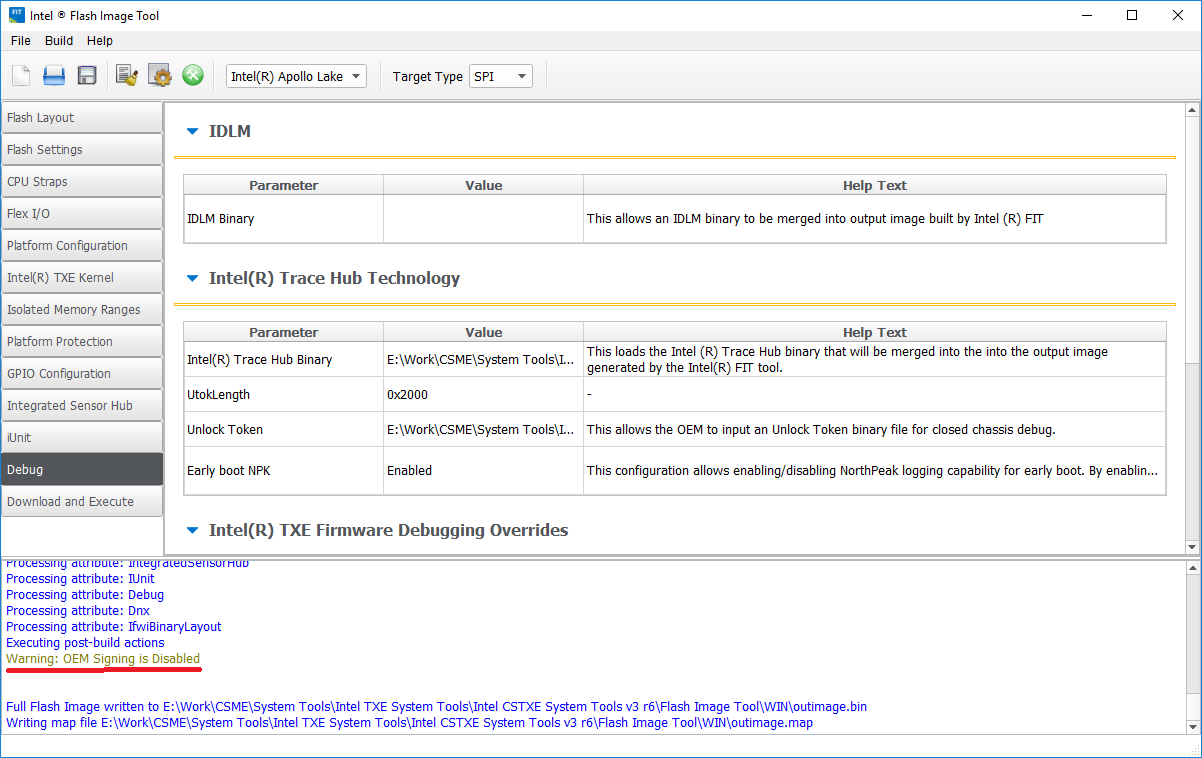 Intel ® Flash Image Tool
File Build Help
Intel(R) Apollo Lake Target Type SPI
Flash Layout
Flash Settings
CPU Straps
Flex I/O
Platform Configuration
Intel(R) TXE Kernel
Isolated Memory Ranges
Platform Protection
GPIO Configuration
Integrated Sensor Hub
iUnit
Debug
Download and Execute
IDLM
Parameter Value Help Text
IDLM Binary This allows an IDLM binary to be merged into output image built by Intel (R) FIT
Intel(R) Trace Hub Technology
Parameter Value Help Text
Intel(R) Trace Hub Binary E:\Work\CSME\System Tools\I... This loads the Intel (R) Trace Hub binary that will be merged into the into the output image
generated by the Intel(R) FIT tool.
UtokLength 0x2000 -
Unlock Token E:\Work\CSME\System Tools\I... This allows the OEM to input an Unlock Token binary file for closed chassis debug.
Early boot NPK Enabled This configuration allows enabling/disabling NorthPeak logging capability for early boot. By enablin...
Intel(R) TXE Firmware Debugging Overrides
Processing attribute: IntegratedSensorHub
Processing attribute: IUnit
Processing attribute: Debug
Processing attribute: Dnx
Processing attribute: IfwiBinaryLayout
Executing post-build actions
Warning: OEM Signing is Disabled
Full Flash Image written to E:\Work\CSME\System Tools\Intel TXE System Tools\Intel CSTXE System Tools v3 r6\Flash Image Tool\WIN\outimage.bin
Writing map file E:\Work\CSME\System Tools\Intel TXE System Tools\Intel CSTXE System Tools v3 r6\Flash Image Tool\WIN\outimage.map